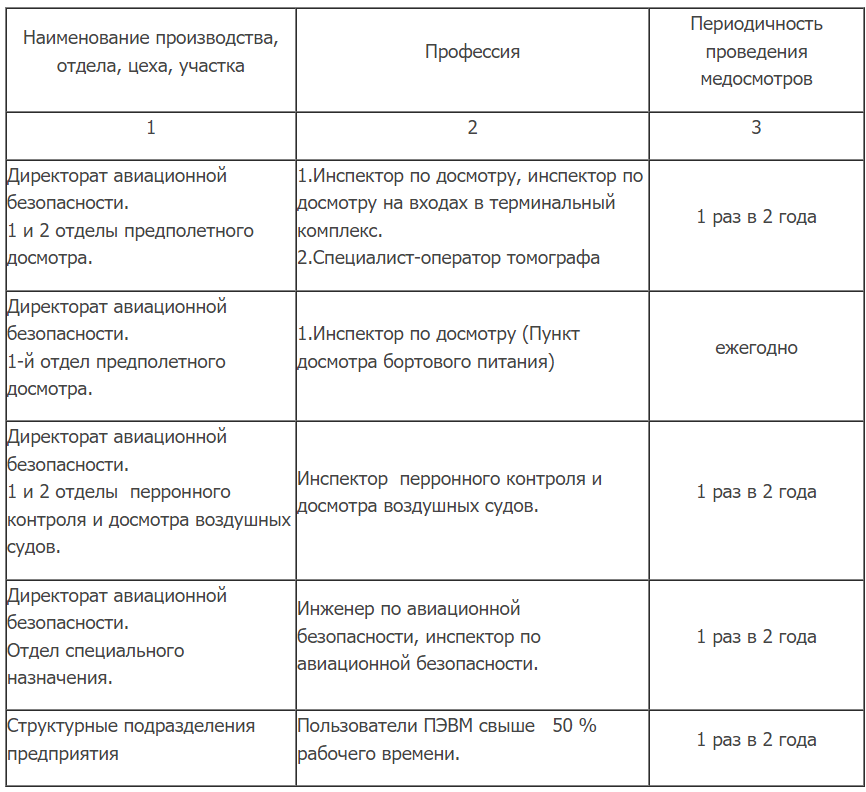 Наименование производства,
отдела, цеха, участка
Профессия
Периодичность
проведения
медосмотров
1
2
3
Директорат авиационной
безопасности.
1 и 2 отделы предполетного
досмотра.
1.Инспектор по досмотру, инспектор по
досмотру на входах в терминальный
комплекс.
2.Специалист-оператор томографа
1 раз в 2 года
Директорат авиационной
безопасности.
1-й отдел предполетного
досмотра.
1.Инспектор по досмотру (Пункт
досмотра бортового питания)
ежегодно
Директорат авиационной
безопасности.
1 и 2 отделы перронного
контроля и досмотра воздушных
судов.
Инспектор перронного контроля и
досмотра воздушных судов.
1 раз в 2 года
Директорат авиационной
безопасности.
Отдел специального
назначения.
Инженер по авиационной
безопасности, инспектор по
авиационной безопасности.
1 раз в 2 года
Структурные подразделения
предприятия
Пользователи ПЭВМ свыше 50 %
рабочего времени.
1 раз в 2 года